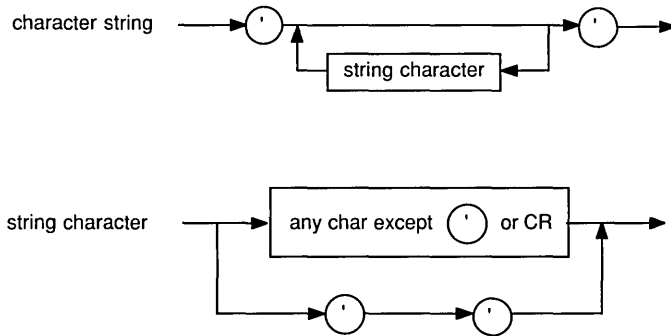 character string ' '
string character
string character any char except ' or CR
' '